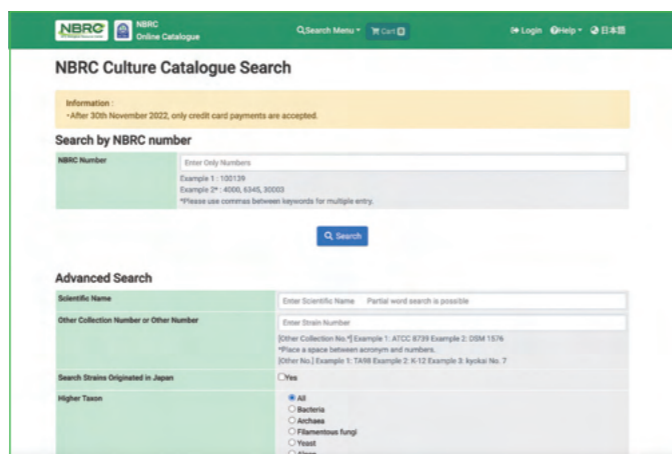 NBRC
NBRC
Online Catalogue
Search Menu
Cart 0
Login
Help
日本語
NBRC Culture Catalogue Search
Information :
・After 30th November 2022, only credit card payments are accepted.
Search by NBRC number
NBRC Number
Enter Only Numbers
Example 1 : 100139
Example 2* : 4000, 6345, 30003
*Please use commas between keywords for multiple entry.
Search
Advanced Search
Scientific Name
Enter Scientific Name Partial word search is possible
Other Collection Number or Other Number
Enter Strain Number
[Other Collection No.*] Example 1: ATCC 8739 Example 2: DSM 1576
*Place a space between acronym and numbers.
[Other No.] Example 1: TA98 Example 2: K-12 Example 3: kyokai No. 7
Search Strains Originated in Japan
Yes
Higher Taxon
All
Bacteria
Archaea
Filamentous fungi
Yeast